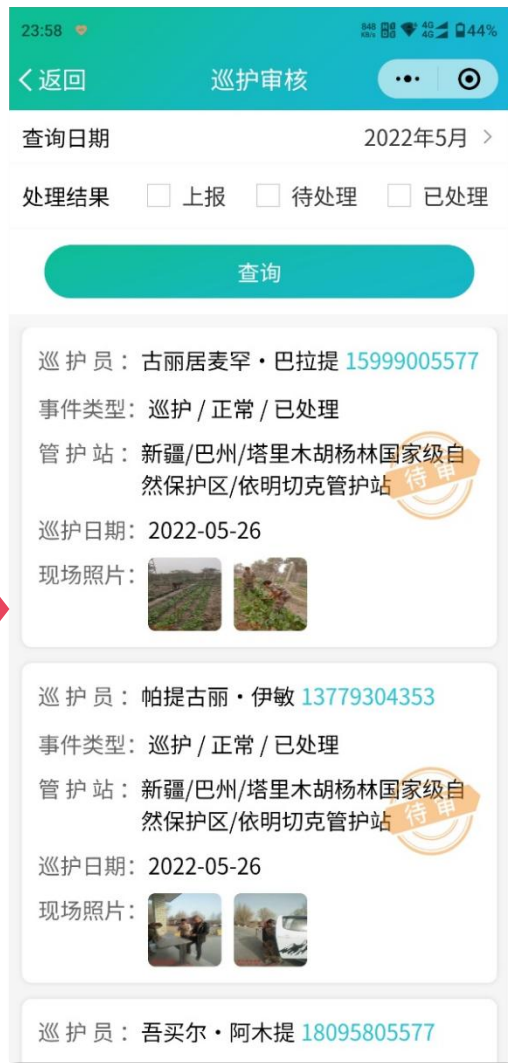 23:58
848 KB/s 4G 4G 44%
返回
巡护审核
查询日期
2022年5月
处理结果 上报 待处理 已处理
查询
巡护员：古丽居麦罕·巴拉提 15999005577
事件类型：巡护 / 正常 / 已处理
管护站：新疆/巴州/塔里木胡杨林国家级自
然保护区/依明切克管护站
待审
巡护日期：2022-05-26
现场照片：
巡护员：帕提古丽·伊敏 13779304353
事件类型：巡护 / 正常 / 已处理
管护站：新疆/巴州/塔里木胡杨林国家级自
然保护区/依明切克管护站
待审
巡护日期：2022-05-26
现场照片：
巡护员：吾买尔·阿木提 18095805577